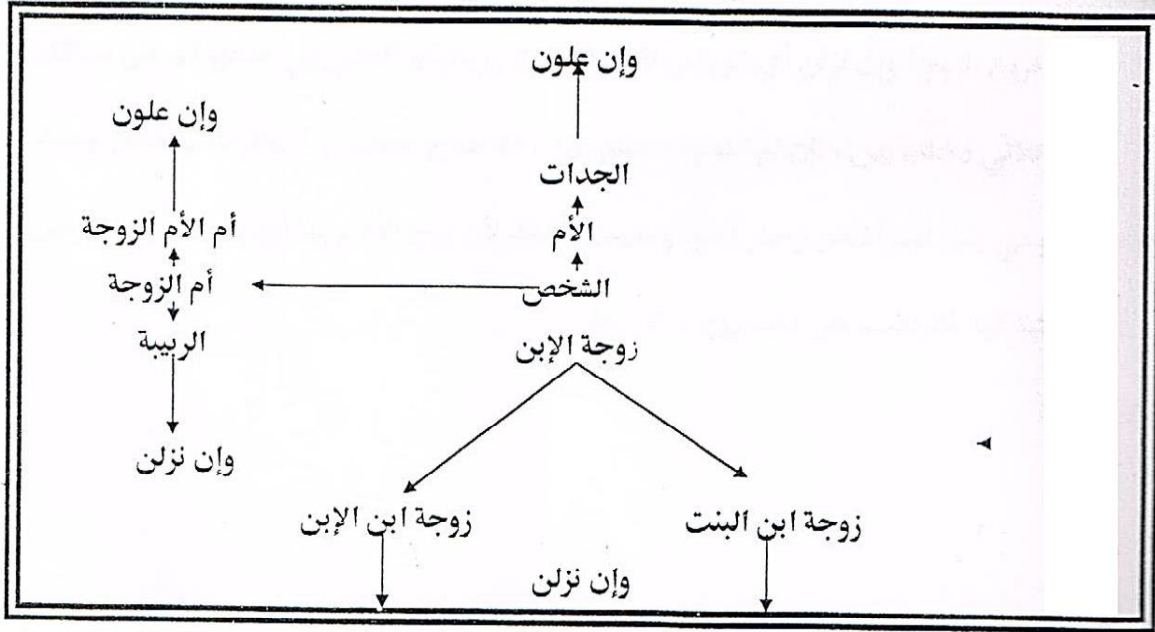 وإن علون
وإن علون
الجدات
أم الأم الزوجة
الأم
أم الزوجة
الشخص
الربيبة
زوجة الإبن
وإن نزلن
زوجة ابن البنت
زوجة ابن الإبن
وإن نزلن